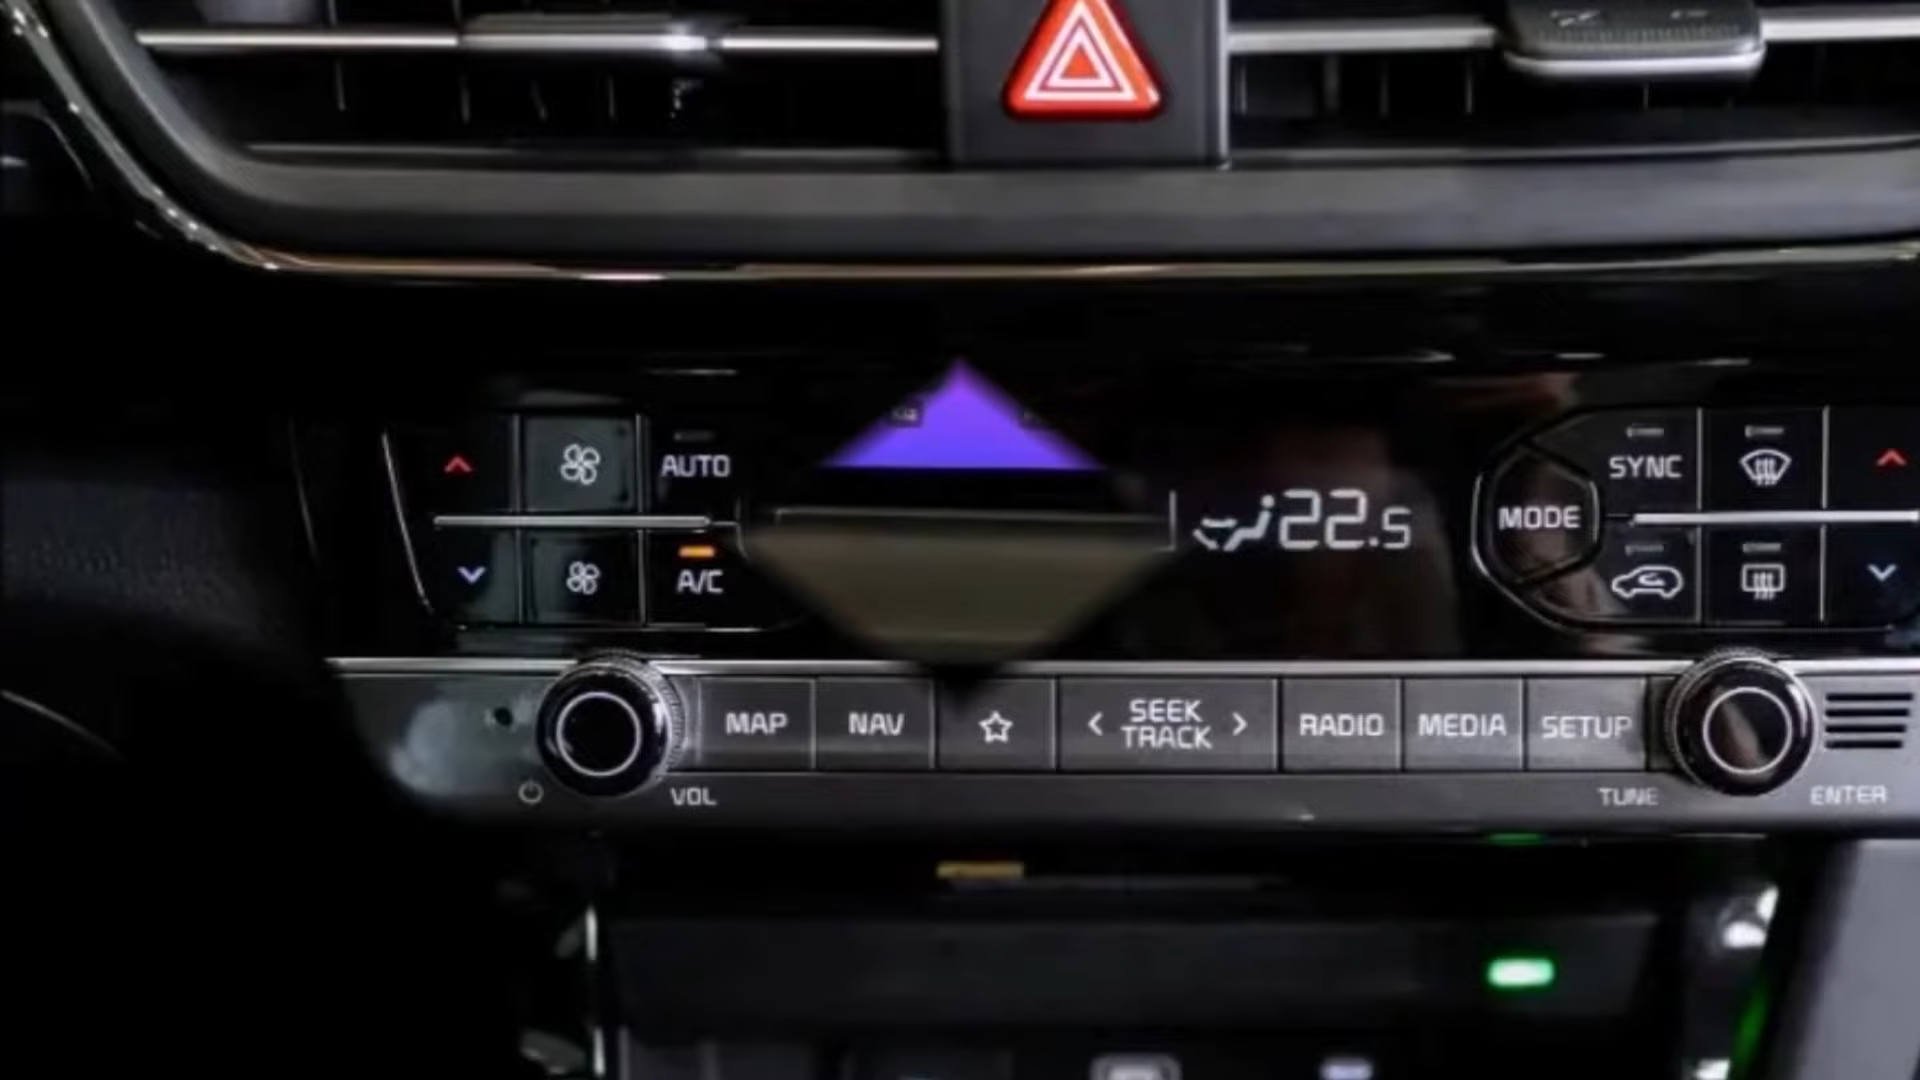 AUTO
A/C
22.5
MODE
SYNC
MAP
NAV
SEEK
TRACK
RADIO
MEDIA
SETUP
VOL
TUNE
ENTER